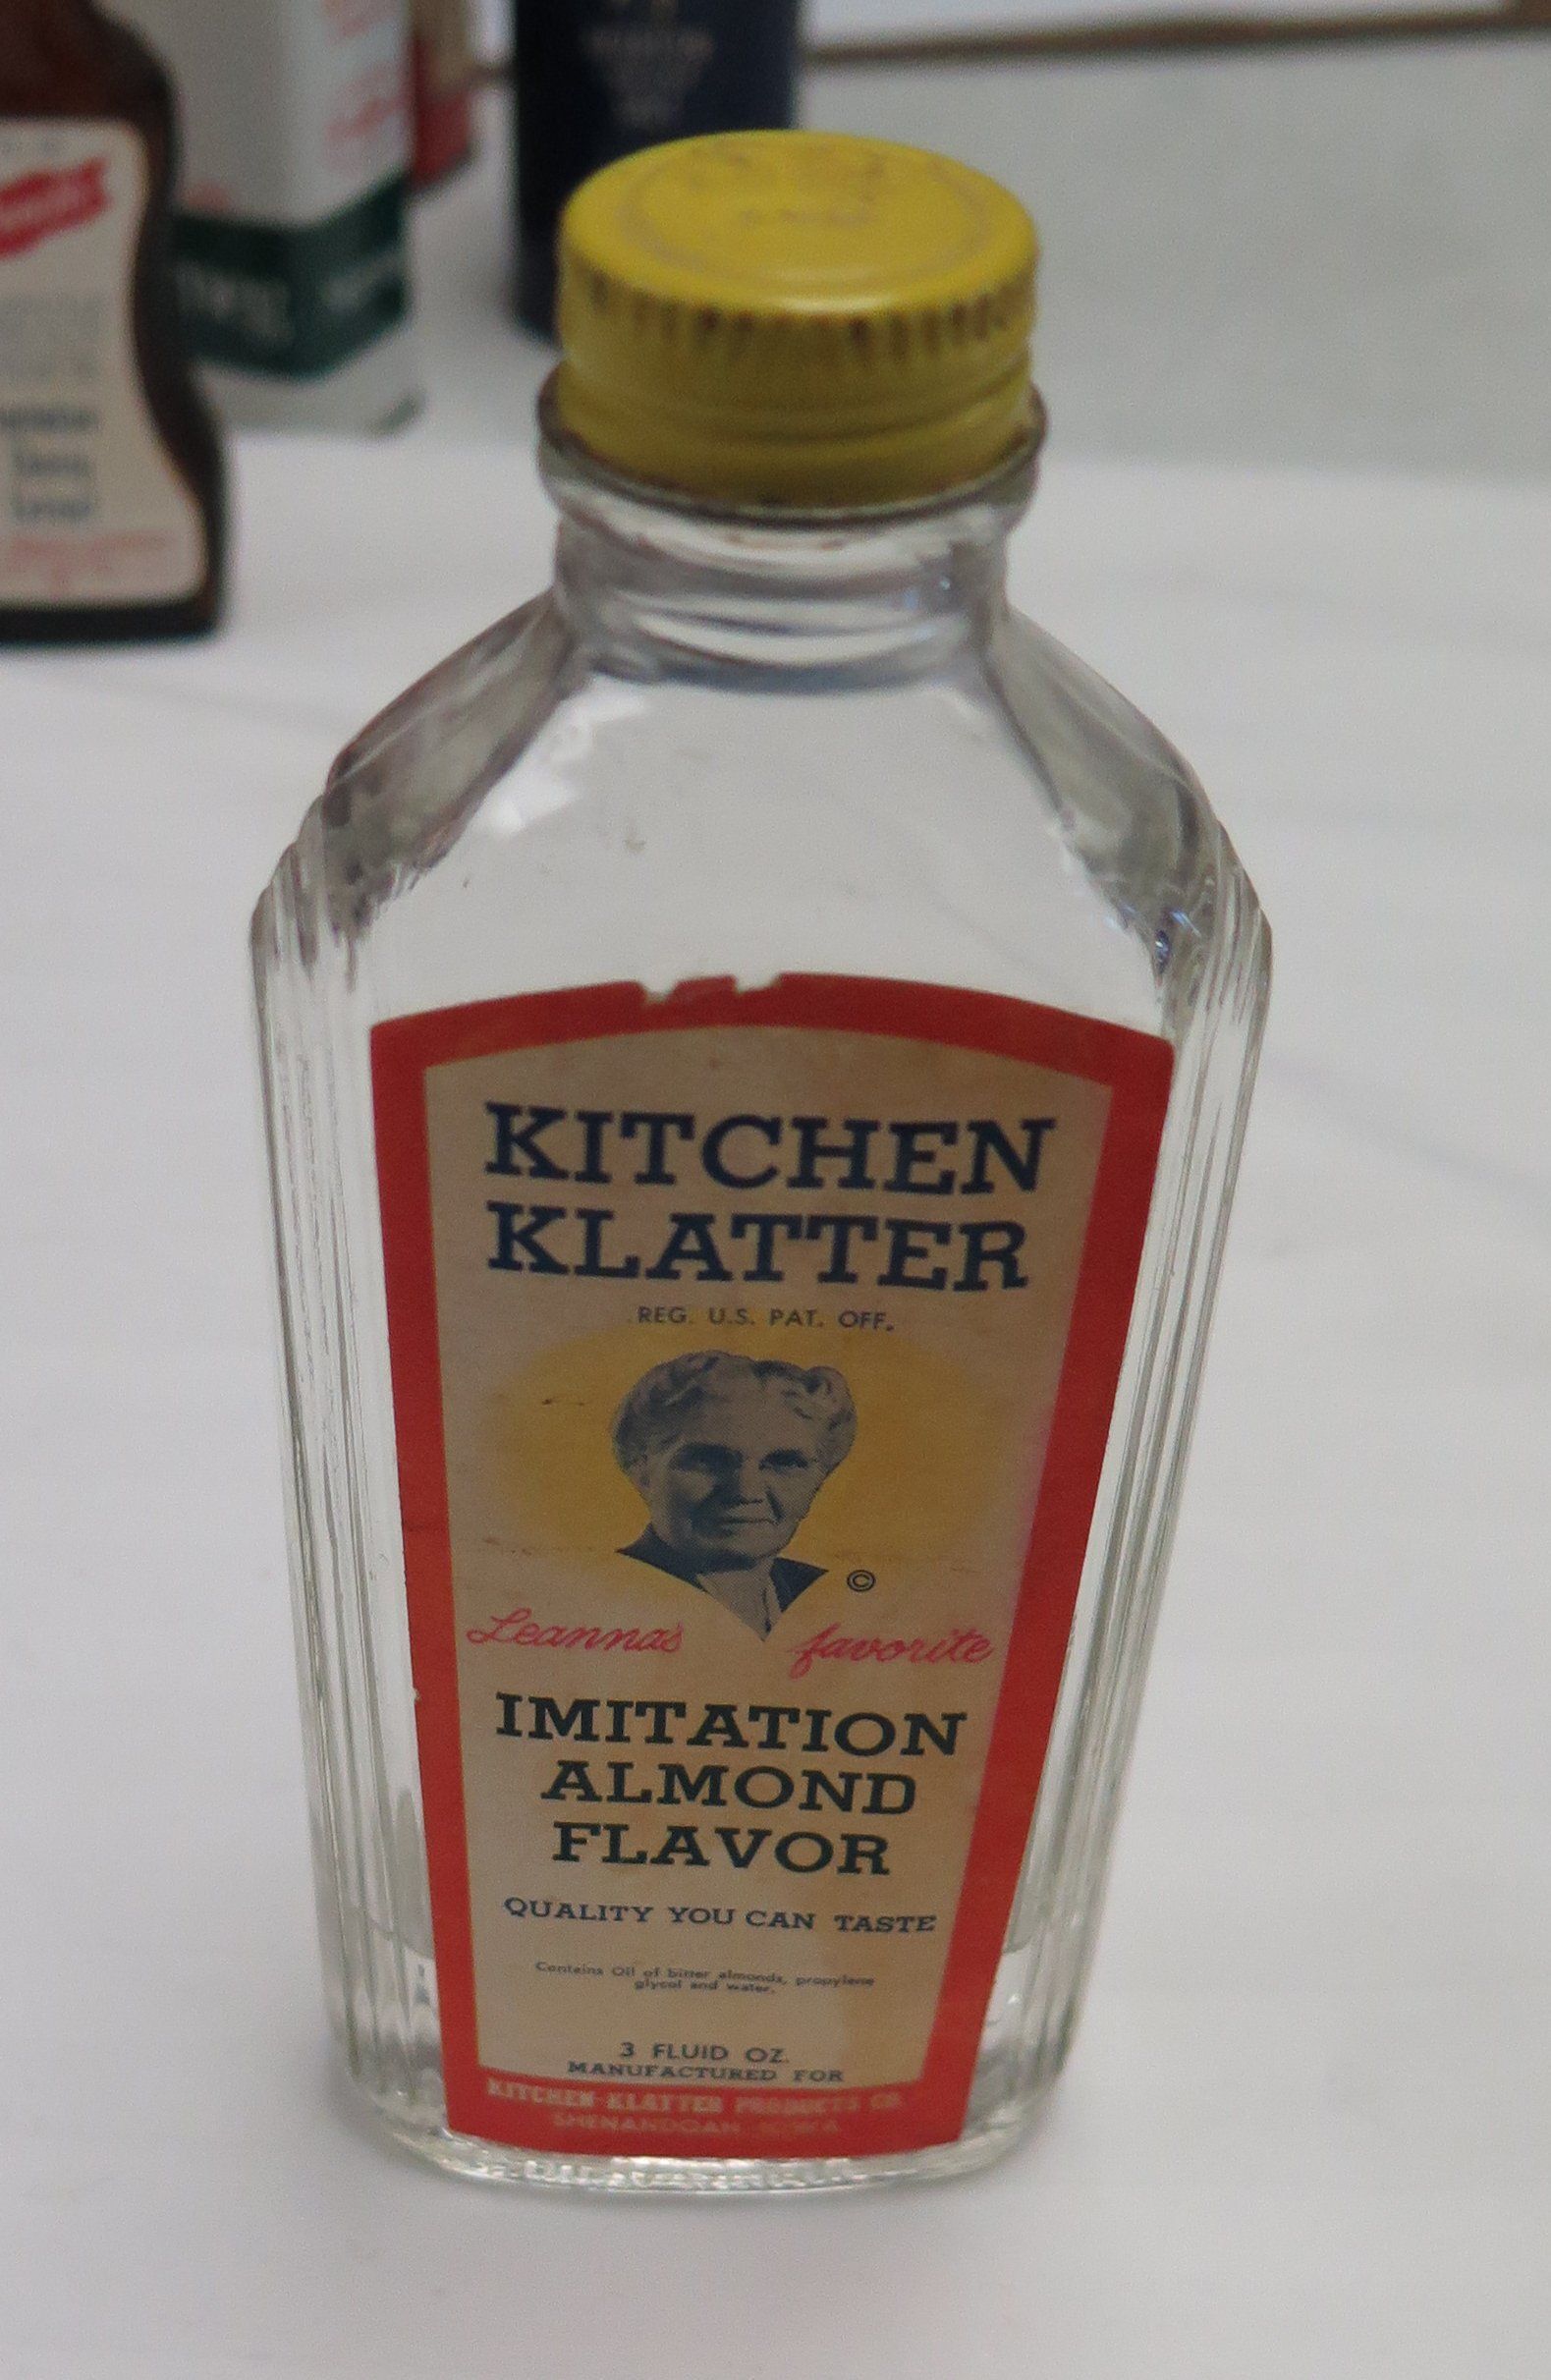 KITCHEN
KLATTER
REG. U.S. PAT. OFF.
©
Leanna's favorite
IMITATION
ALMOND
FLAVOR
QUALITY YOU CAN TASTE
Contains Oil of bitter almonds, propylene
glycol and water.
3 FLUID OZ.
MANUFACTURED FOR
KITCHEN-KLATTER PRODUCTS CO.
SHENANDOAH, IOWA